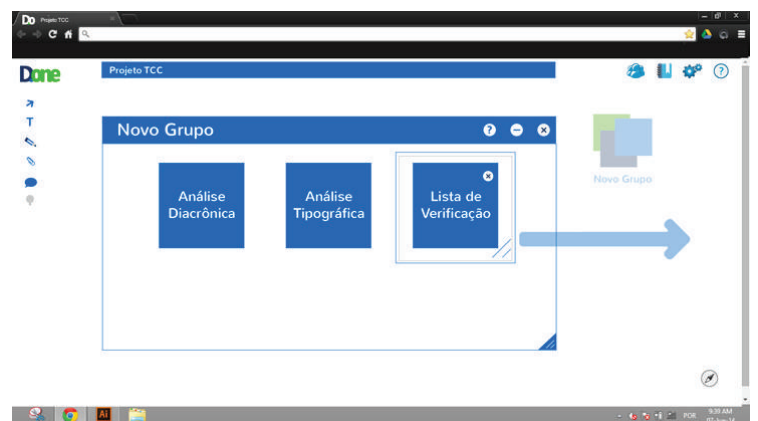 Do Projeto TCC
Done
Projeto TCC
T
Novo Grupo
?
Análise
Diacrônica
Análise
Tipográfica
Lista de
Verificação
Novo Grupo
?
Ai
POR
9:39 AM